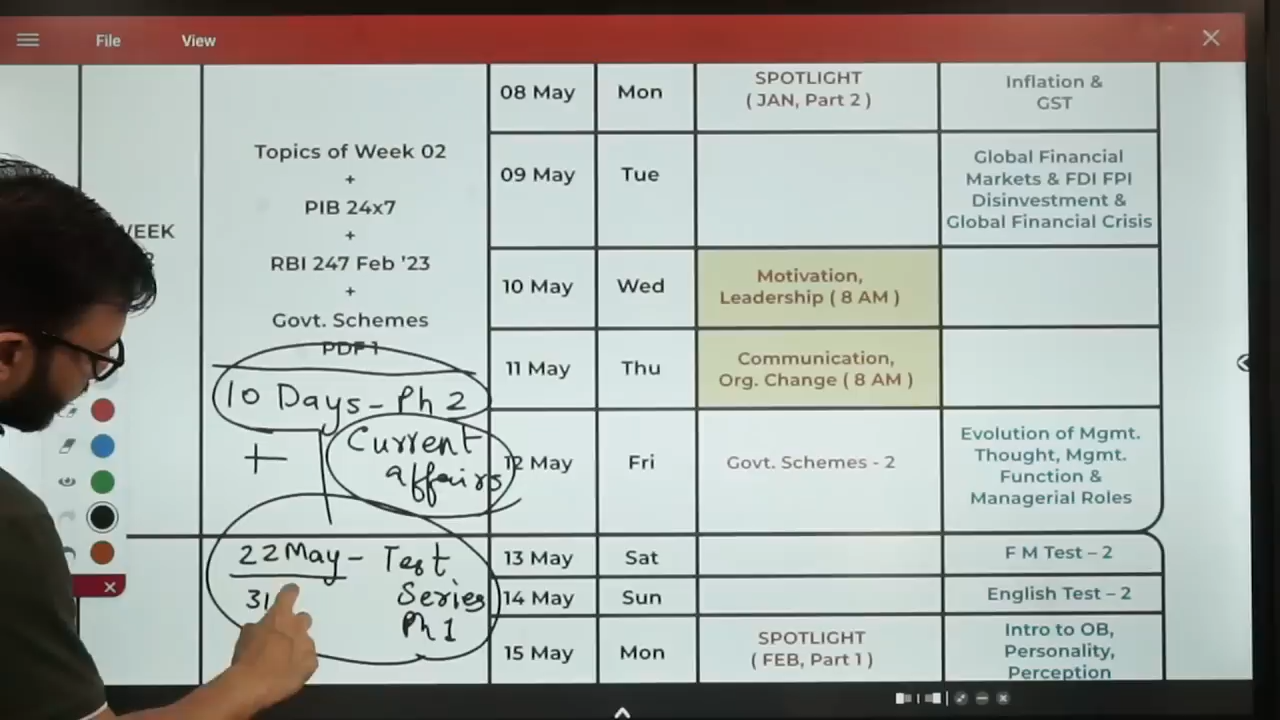 File View
WEEK
Topics of Week 02
+
PIB 24x7
+
RBI 247 Feb '23
+
Govt. Schemes
PDF 1
10 Days - Ph 2
+ Current
affairs
22 May - Test
31 Series
Ph 1
08 May Mon SPOTLIGHT
( JAN, Part 2 ) Inflation &
GST
09 May Tue Global Financial
Markets & FDI FPI
Disinvestment &
Global Financial Crisis
10 May Wed Motivation,
Leadership ( 8 AM )
11 May Thu Communication,
Org. Change ( 8 AM )
12 May Fri Govt. Schemes - 2 Evolution of Mgmt.
Thought, Mgmt.
Function &
Managerial Roles
13 May Sat F M Test – 2
14 May Sun English Test – 2
15 May Mon SPOTLIGHT
( FEB, Part 1 ) Intro to OB,
Personality,
Perception